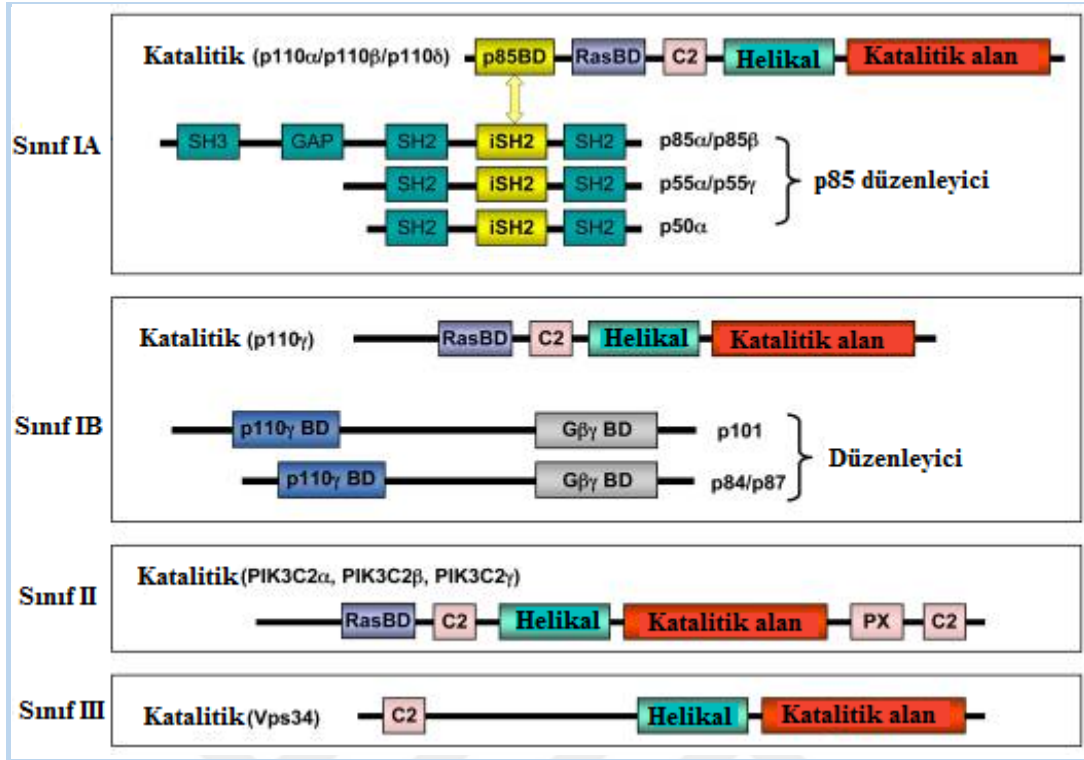 Katalitik (p110α/p110β/p110δ) p85BD RasBD C2 Helikal Katalitik alan
Sınıf IA
SH3 GAP SH2 iSH2 SH2 p85α/p85β
SH2 iSH2 SH2 p55α/p55γ
SH2 iSH2 SH2 p50α
p85 düzenleyici
Katalitik (p110γ) RasBD C2 Helikal Katalitik alan
Sınıf IB
p110γ BD Gβγ BD p101
p110γ BD Gβγ BD p84/p87
Düzenleyici
Sınıf II
Katalitik (PIK3C2α, PIK3C2β, PIK3C2γ)
RasBD C2 Helikal Katalitik alan PX C2
Sınıf III
Katalitik (Vps34) C2 Helikal Katalitik alan